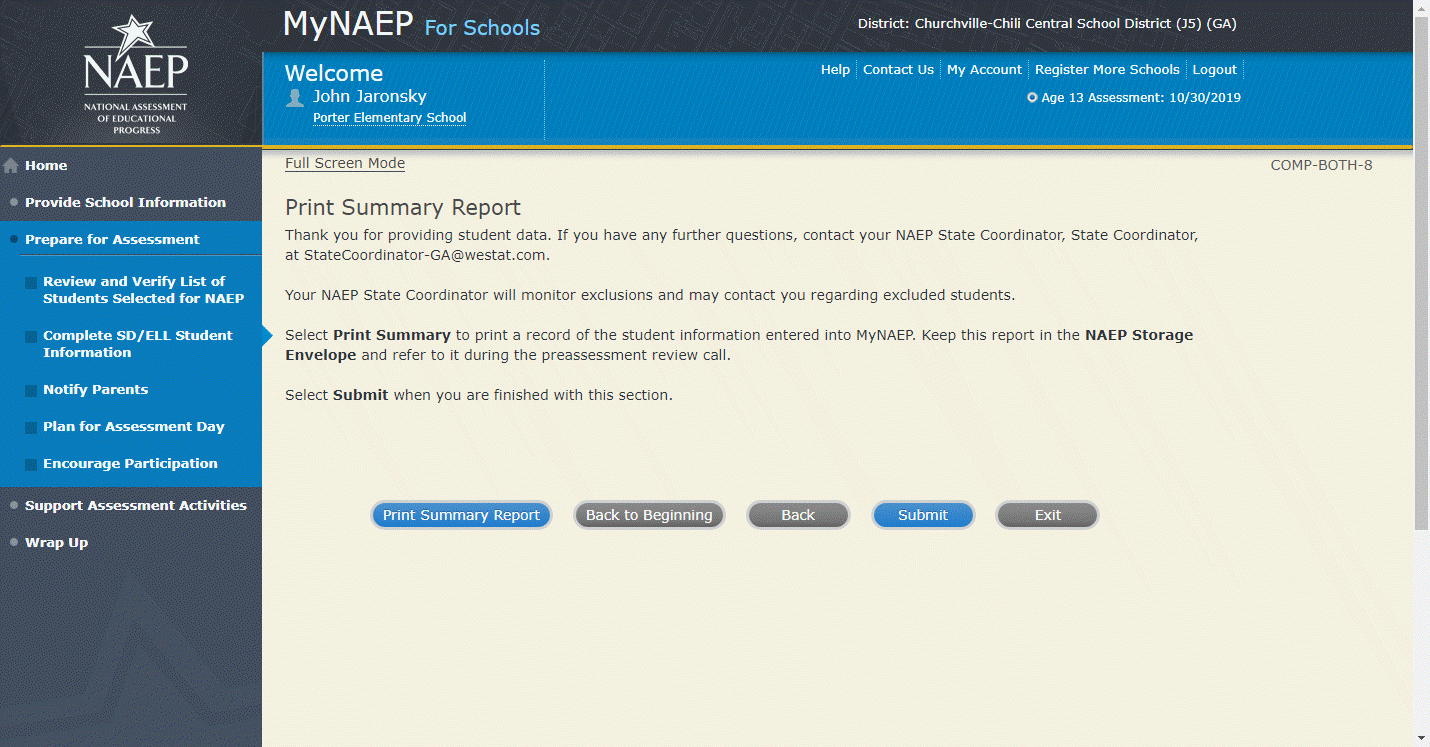 NAEP
NATIONAL ASSESSMENT
OF EDUCATIONAL
PROGRESS
MyNAEP For Schools
District: Churchville-Chili Central School District (J5) (GA)
Welcome
John Jaronsky
Porter Elementary School
Help Contact Us My Account Register More Schools Logout
Age 13 Assessment: 10/30/2019
Home
Provide School Information
Prepare for Assessment
Review and Verify List of
Students Selected for NAEP
Complete SD/ELL Student
Information
Notify Parents
Plan for Assessment Day
Encourage Participation
Support Assessment Activities
Wrap Up
Full Screen Mode
COMP-BOTH-8
Print Summary Report
Thank you for providing student data. If you have any further questions, contact your NAEP State Coordinator, State Coordinator,
at StateCoordinator-GA@westat.com.
Your NAEP State Coordinator will monitor exclusions and may contact you regarding excluded students.
Select Print Summary to print a record of the student information entered into MyNAEP. Keep this report in the NAEP Storage
Envelope and refer to it during the preassessment review call.
Select Submit when you are finished with this section.
Print Summary Report Back to Beginning Back Submit Exit